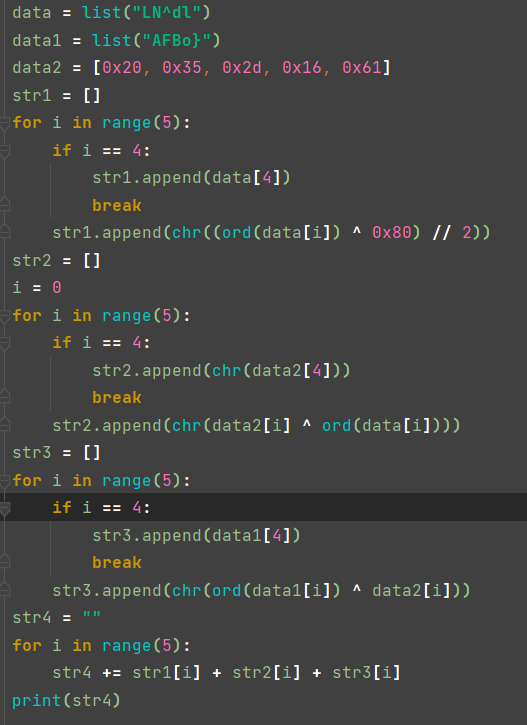 data = list("LN^dl")
data1 = list("AFBo}")
data2 = [0x20, 0x35, 0x2d, 0x16, 0x61]
str1 = []
for i in range(5):
    if i == 4:
        str1.append(data[4])
        break
    str1.append(chr((ord(data[i]) ^ 0x80) // 2))
str2 = []
i = 0
for i in range(5):
    if i == 4:
        str2.append(chr(data2[4]))
        break
    str2.append(chr(data2[i] ^ ord(data[i])))
str3 = []
for i in range(5):
    if i == 4:
        str3.append(data1[4])
        break
    str3.append(chr(ord(data1[i]) ^ data2[i]))
str4 = ""
for i in range(5):
    str4 += str1[i] + str2[i] + str3[i]
print(str4)